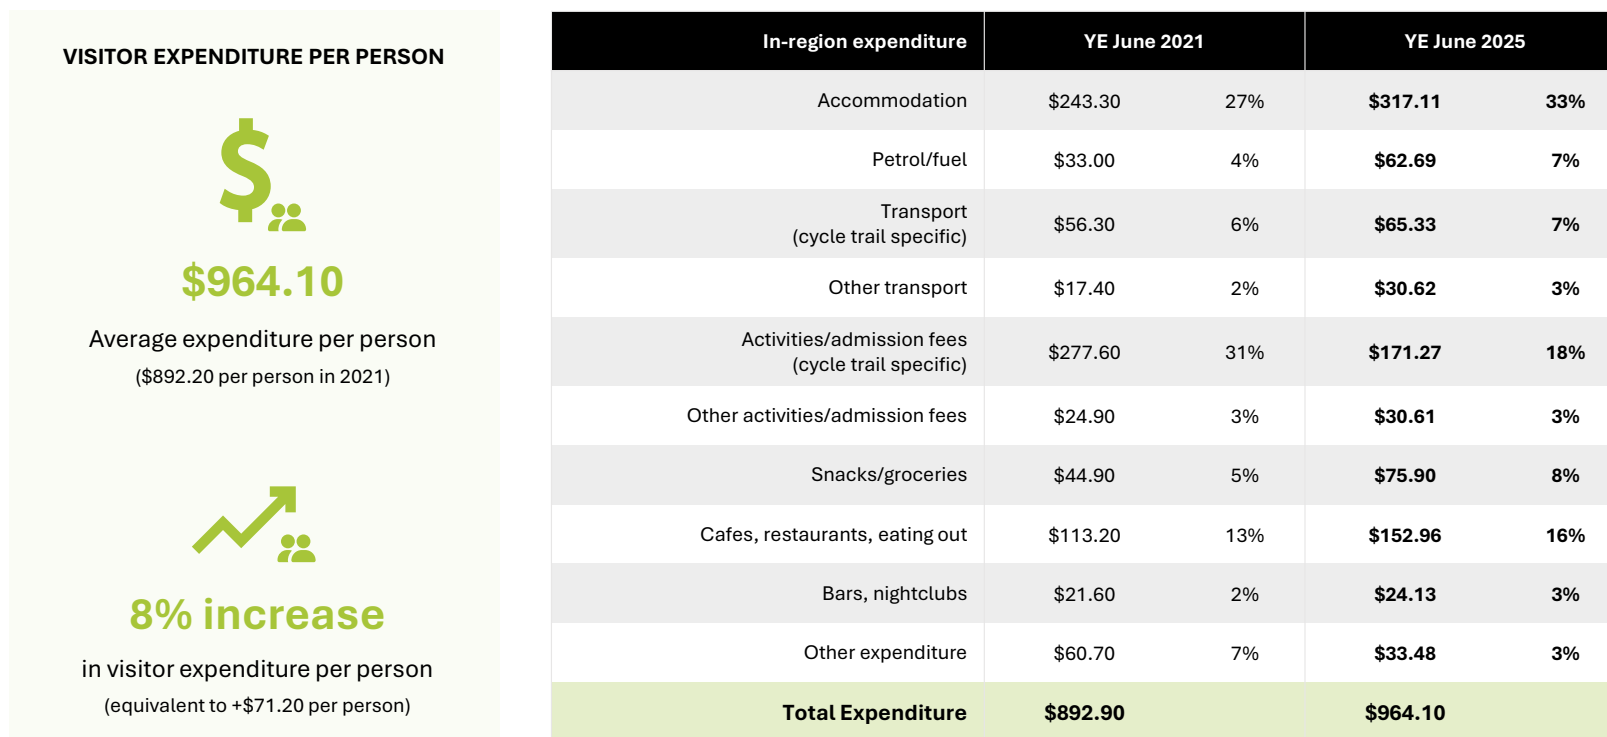 VISITOR EXPENDITURE PER PERSON
$
$964.10
Average expenditure per person
($892.20 per person in 2021)
8% increase
in visitor expenditure per person
(equivalent to +$71.20 per person)
In-region expenditure YE June 2021 YE June 2025
Accommodation $243.30 27% $317.11 33%
Petrol/fuel $33.00 4% $62.69 7%
Transport
(cycle trail specific) $56.30 6% $65.33 7%
Other transport $17.40 2% $30.62 3%
Activities/admission fees
(cycle trail specific) $277.60 31% $171.27 18%
Other activities/admission fees $24.90 3% $30.61 3%
Snacks/groceries $44.90 5% $75.90 8%
Cafes, restaurants, eating out $113.20 13% $152.96 16%
Bars, nightclubs $21.60 2% $24.13 3%
Other expenditure $60.70 7% $33.48 3%
Total Expenditure $892.90 $964.10